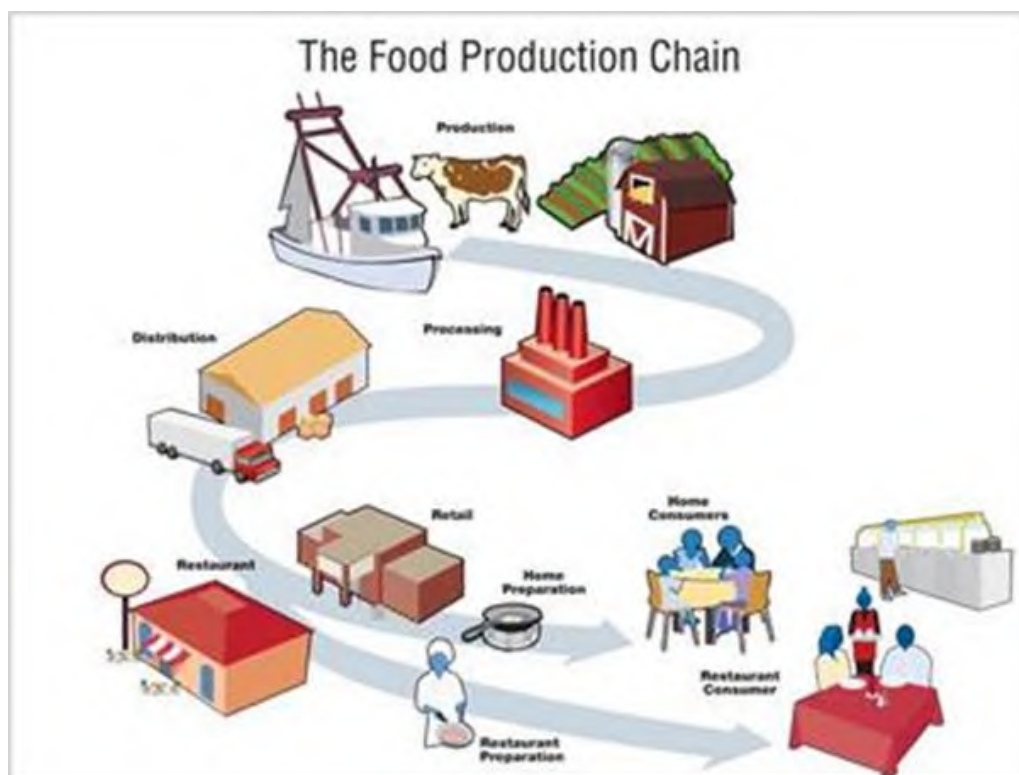 The Food Production Chain
Production
Processing
Distribution
Retail
Home
Consumers
Restaurant
Home
Preparation
Restaurant
Consumer
Restaurant
Preparation